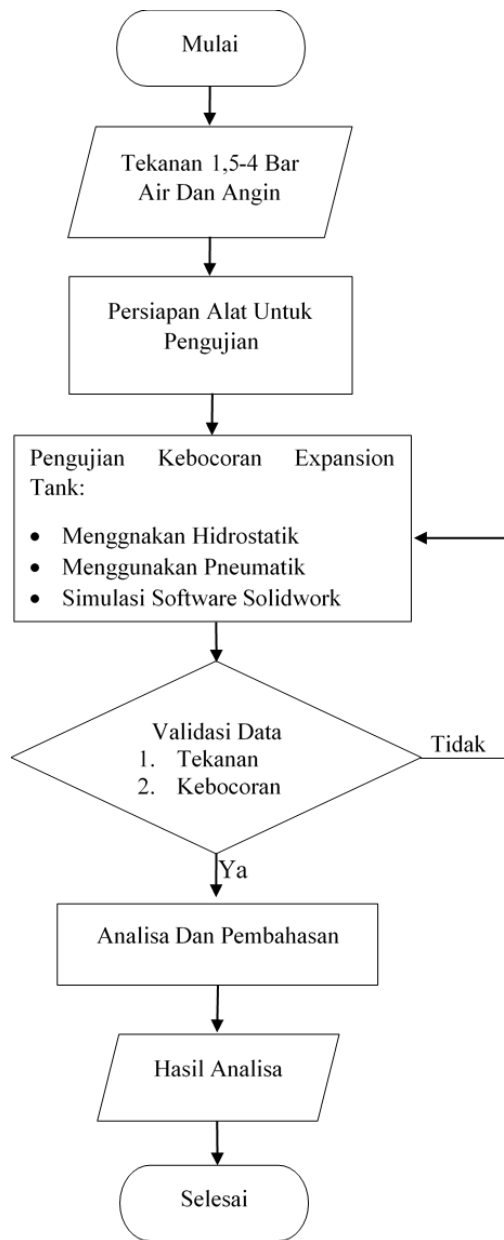 Mulai
Tekanan 1,5-4 Bar
Air Dan Angin
Persiapan Alat Untuk
Pengujian
Pengujian Kebocoran Expansion
Tank:
• Menggnakan Hidrostatik
• Menggunakan Pneumatik
• Simulasi Software Solidwork
Validasi Data
1. Tekanan
2. Kebocoran
Tidak
Ya
Analisa Dan Pembahasan
Hasil Analisa
Selesai